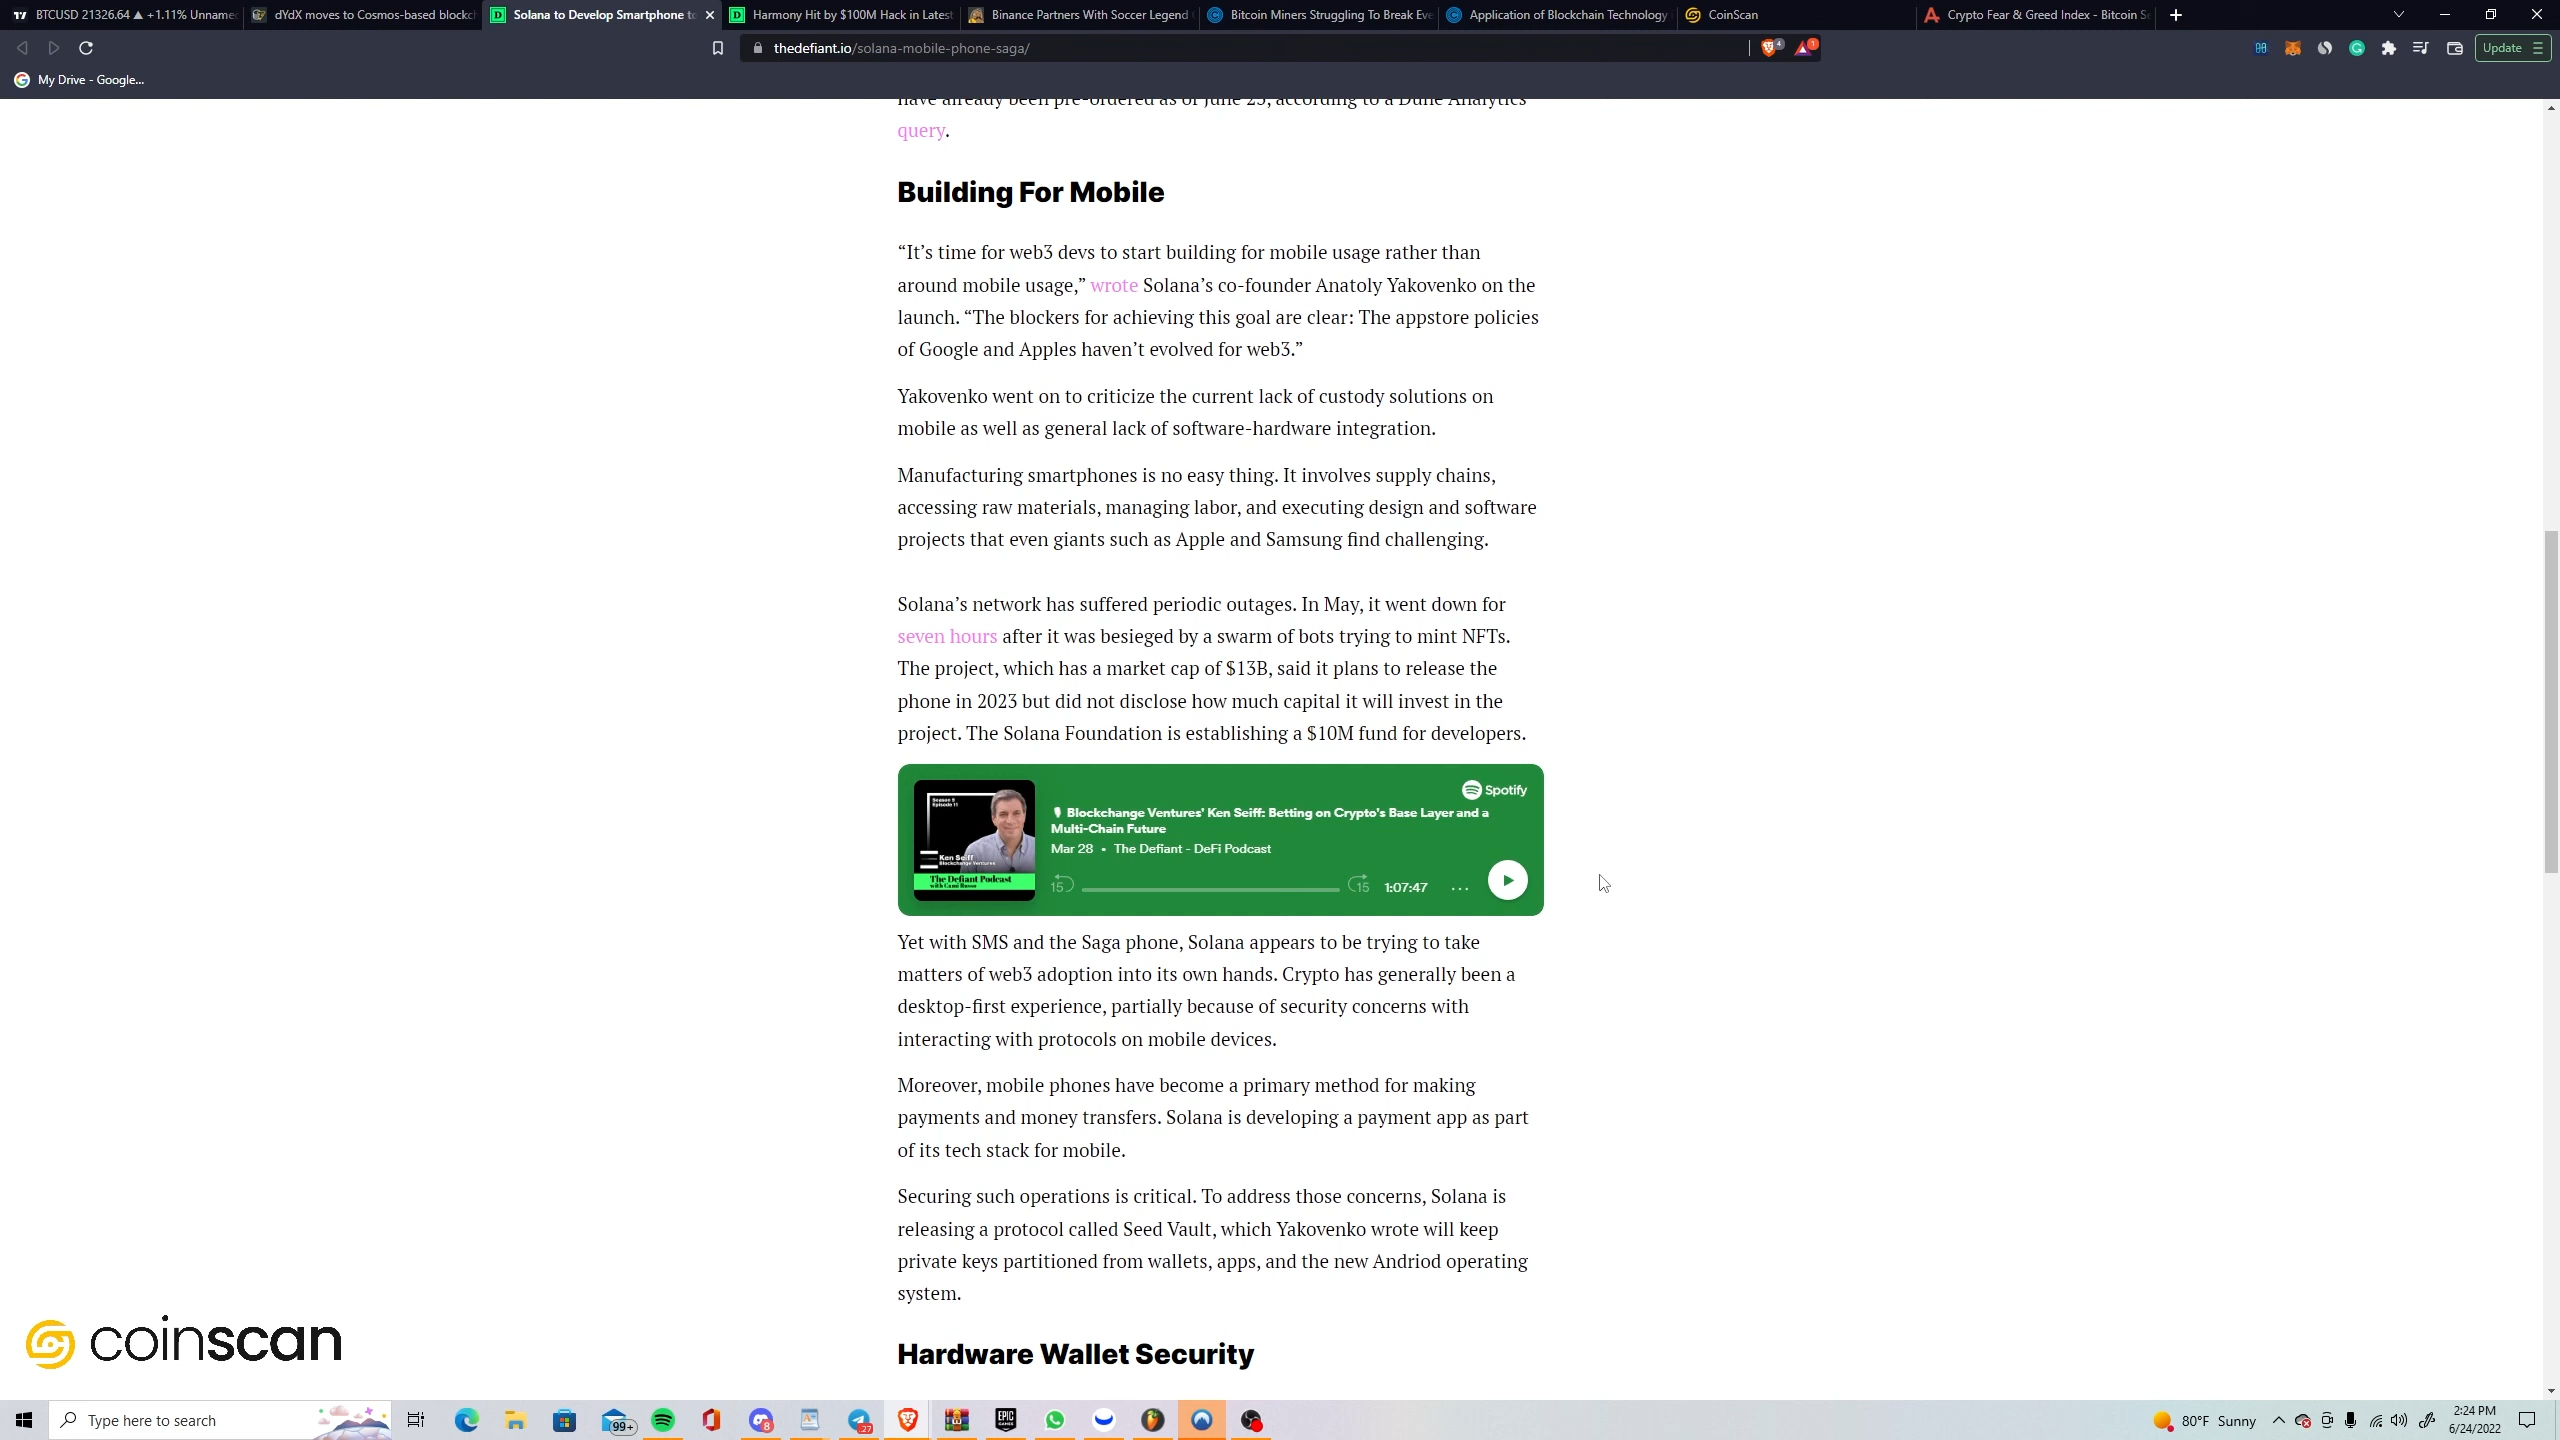 BTCUSD 21326.64 ▲ +1.11% Unname
dYdX moves to Cosmos-based blockc
Solana to Develop Smartphone to
Harmony Hit by $100M Hack in Latest
Binance Partners With Soccer Legend
Bitcoin Miners Struggling To Break Eve
Application of Blockchain Technology
CoinScan
Crypto Fear & Greed Index - Bitcoin Se
thedefiant.io/solana-mobile-phone-saga/
4
1
Update
My Drive - Google...
have already been pre-ordered as of June 23, according to a Dune Analytics
query.
Building For Mobile
“It’s time for web3 devs to start building for mobile usage rather than
around mobile usage,” wrote Solana’s co-founder Anatoly Yakovenko on the
launch. “The blockers for achieving this goal are clear: The appstore policies
of Google and Apples haven’t evolved for web3.”
Yakovenko went on to criticize the current lack of custody solutions on
mobile as well as general lack of software-hardware integration.
Manufacturing smartphones is no easy thing. It involves supply chains,
accessing raw materials, managing labor, and executing design and software
projects that even giants such as Apple and Samsung find challenging.
Solana’s network has suffered periodic outages. In May, it went down for
seven hours after it was besieged by a swarm of bots trying to mint NFTs.
The project, which has a market cap of $13B, said it plans to release the
phone in 2023 but did not disclose how much capital it will invest in the
project. The Solana Foundation is establishing a $10M fund for developers.
Spotify
Episode 11
Ken Seiff
Blockchange Ventures
The Defiant Podcast
with Cami Russo
Blockchange Ventures' Ken Seiff: Betting on Crypto's Base Layer and a
Multi-Chain Future
Mar 28 • The Defiant - DeFi Podcast
15
15
1:07:47
...
Yet with SMS and the Saga phone, Solana appears to be trying to take
matters of web3 adoption into its own hands. Crypto has generally been a
desktop-first experience, partially because of security concerns with
interacting with protocols on mobile devices.
Moreover, mobile phones have become a primary method for making
payments and money transfers. Solana is developing a payment app as part
of its tech stack for mobile.
Securing such operations is critical. To address those concerns, Solana is
releasing a protocol called Seed Vault, which Yakovenko wrote will keep
private keys partitioned from wallets, apps, and the new Andriod operating
system.
Hardware Wallet Security
coinscan
Type here to search
99+
8
27
EPIC GAMES
80°F Sunny
2:24 PM
6/24/2022